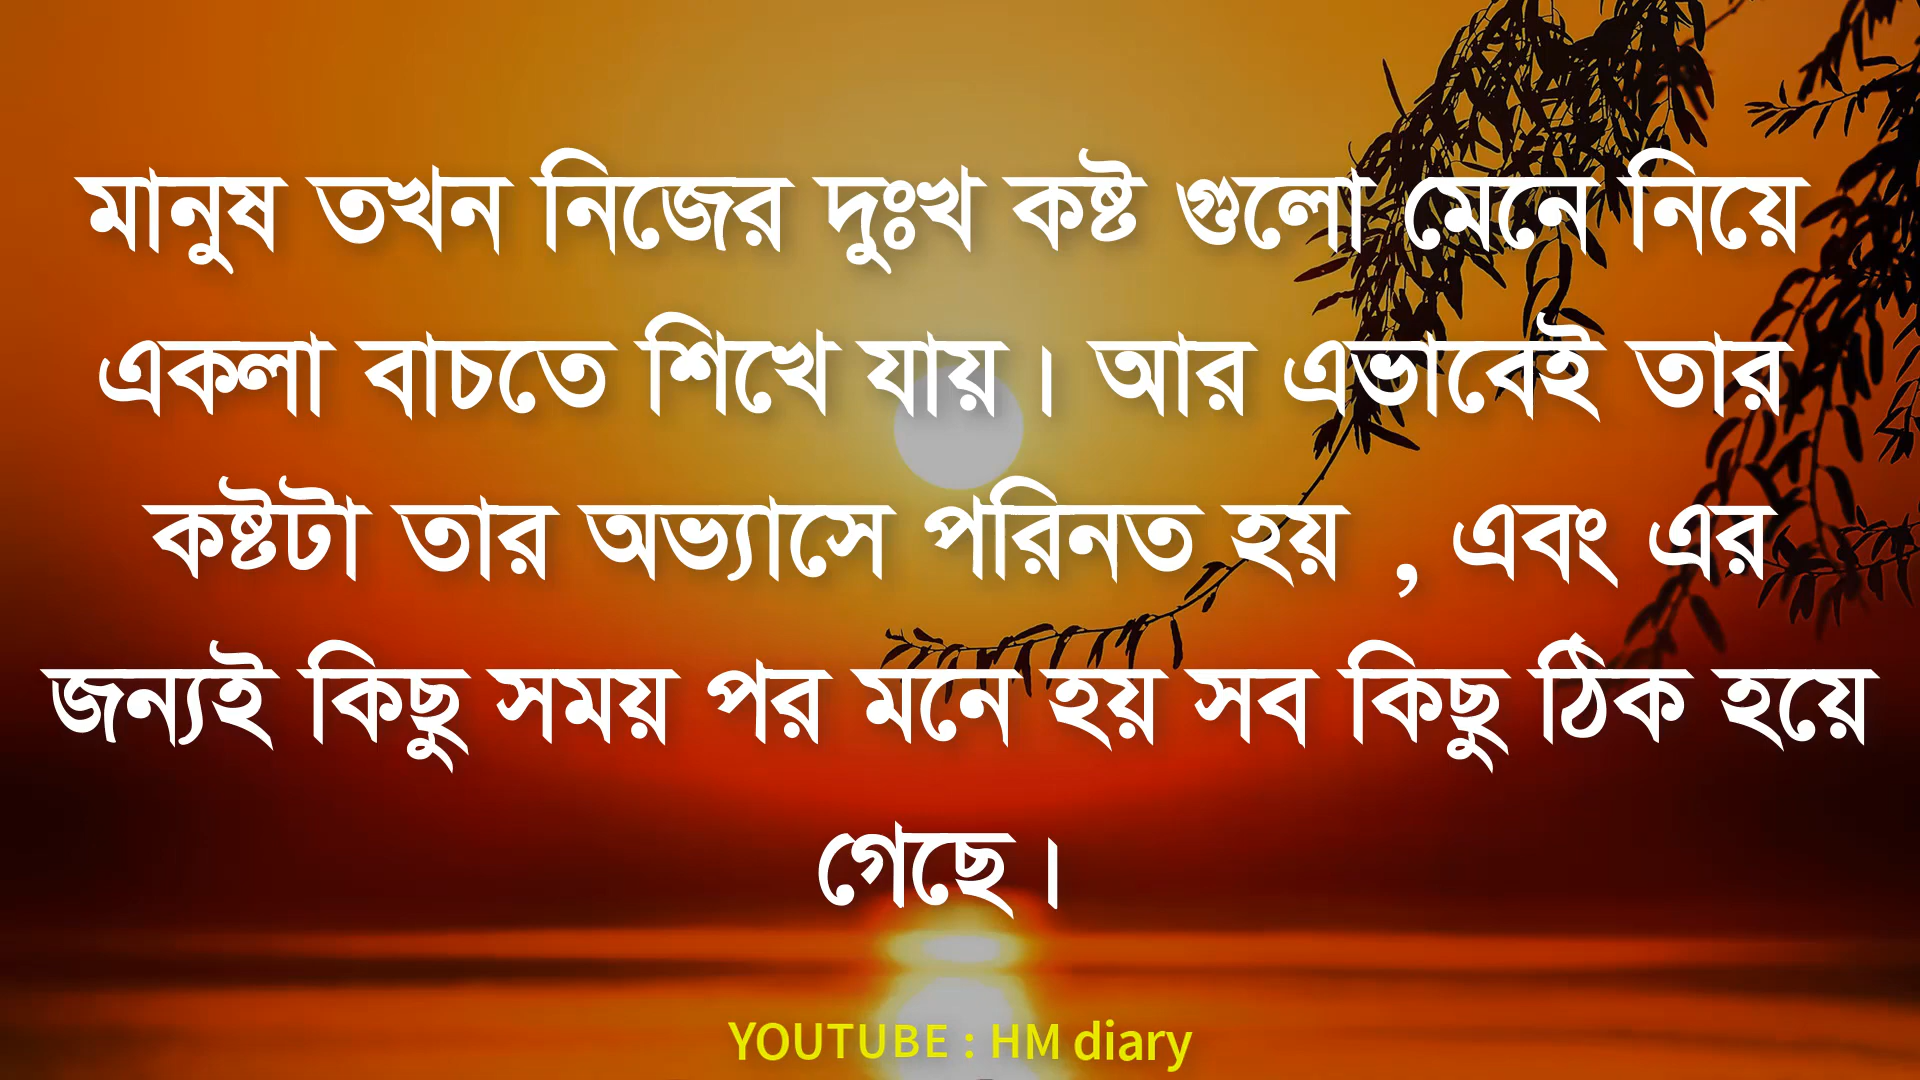 মানুষ তখন নিজের দুঃখ কষ্ট গুলো মেনে নিয়ে
একলা বাচতে শিখে যায়। আর এভাবেই তার
কষ্টটা তার অভ্যাসে পরিনত হয় , এবং এর
জন্যই কিছু সময় পর মনে হয় সব কিছু ঠিক হয়ে
গেছে।
YOUTUBE : HM diary